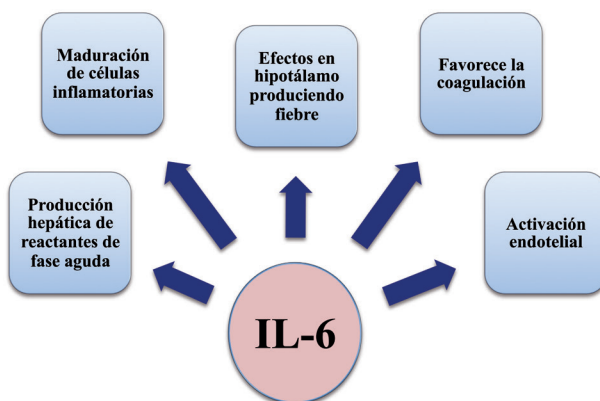 Maduración
de células
inflamatorias
Efectos en
hipotálamo
produciendo
fiebre
Favorece la
coagulación
Producción
hepática de
reactantes de
fase aguda
Activación
endotelial
IL-6